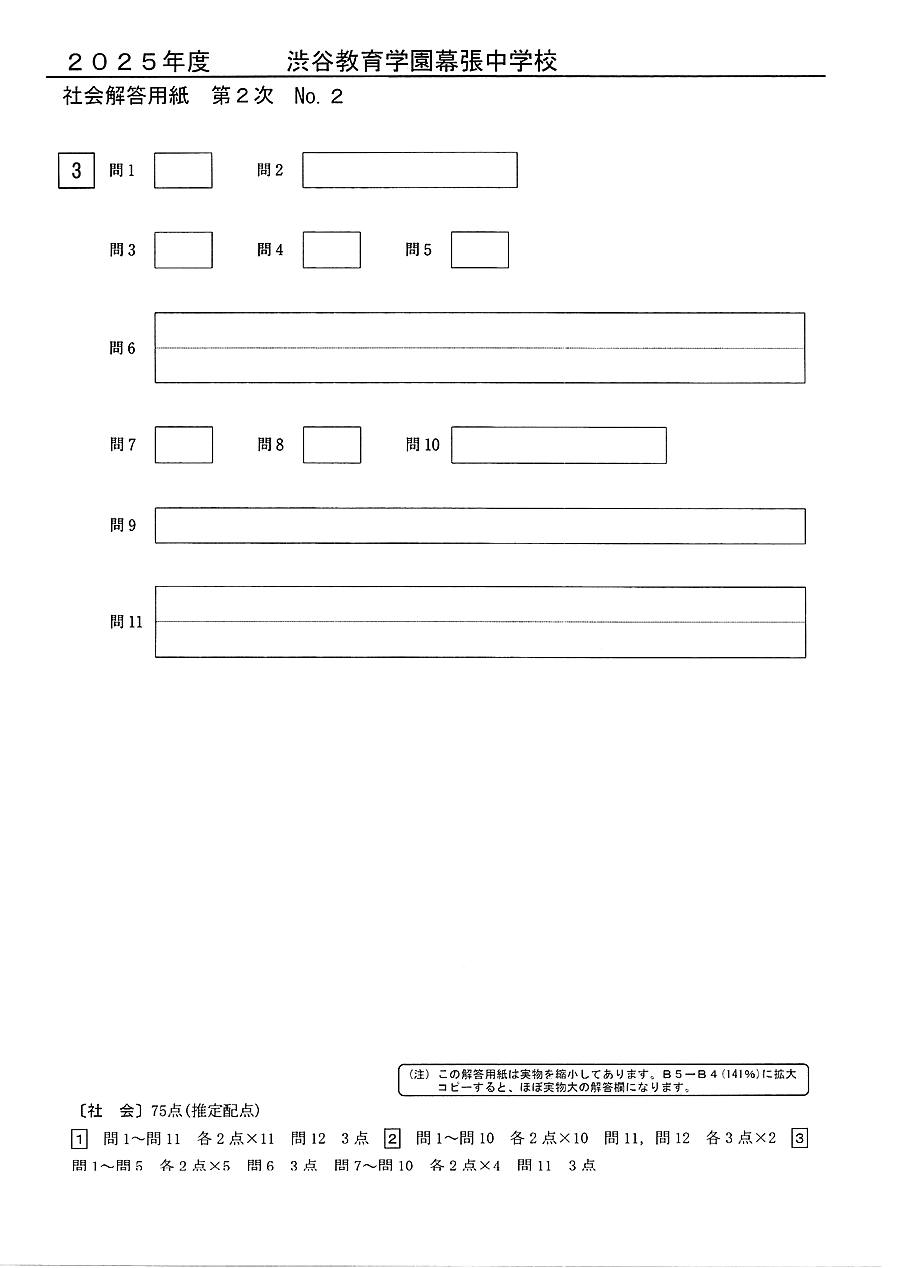 2025年度 渋谷教育学園幕張中学校
社会解答用紙 第2次 No.2
3 問1 問2
問3 問4 問5
問6
問7 問8 問10
問9
問11
(注) この解答用紙は実物を縮小してあります。B5→B4(141%)に拡大
コピーすると、ほぼ実物大の解答欄になります。
〔社 会〕75点(推定配点)
1 問1~問11 各2点×11 問12 3点 2 問1~問10 各2点×10 問11, 問12 各3点×2 3
問1~問5 各2点×5 問6 3点 問7~問10 各2点×4 問11 3点